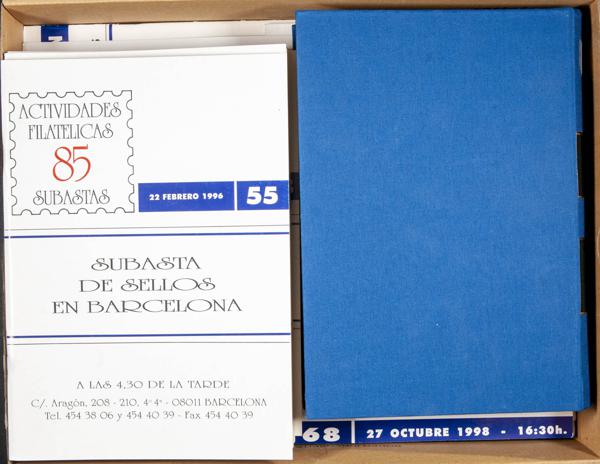 ACTIVIDADES
FILATELICAS
85
SUBASTAS
22 FEBRERO 1996 55
SUBASTA
DE SELLOS
EN BARCELONA
A LAS 4,30 DE LA TARDE
C/. Aragón, 208 - 210, 4º 4ª - 08011 BARCELONA
Tel. 454 38 06 y 454 40 39 - Fax 454 40 39
68 27 OCTUBRE 1998 - 16:30h.